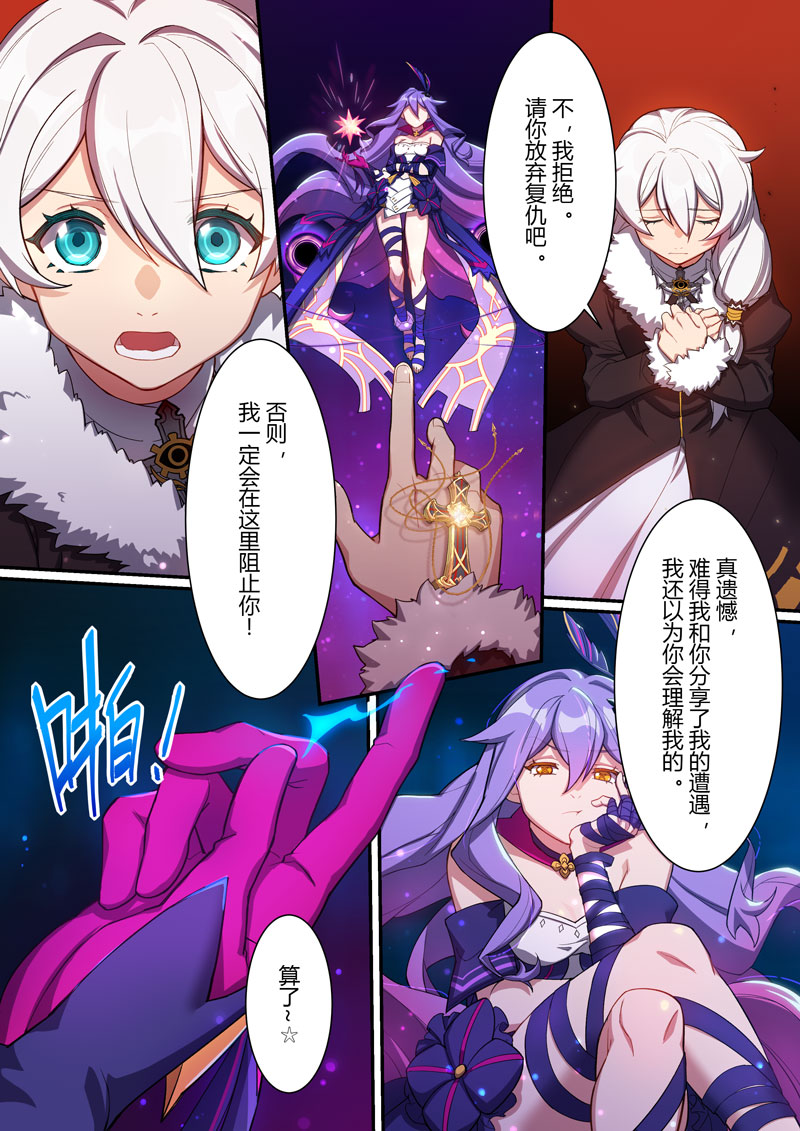 不，我拒绝。
请你放弃复仇吧。
否则，
我一定会在这里阻止你！
真遗憾，
难得我和你分享了我的遭遇，
我还以为你会理解我的。
啪！
算了~☆